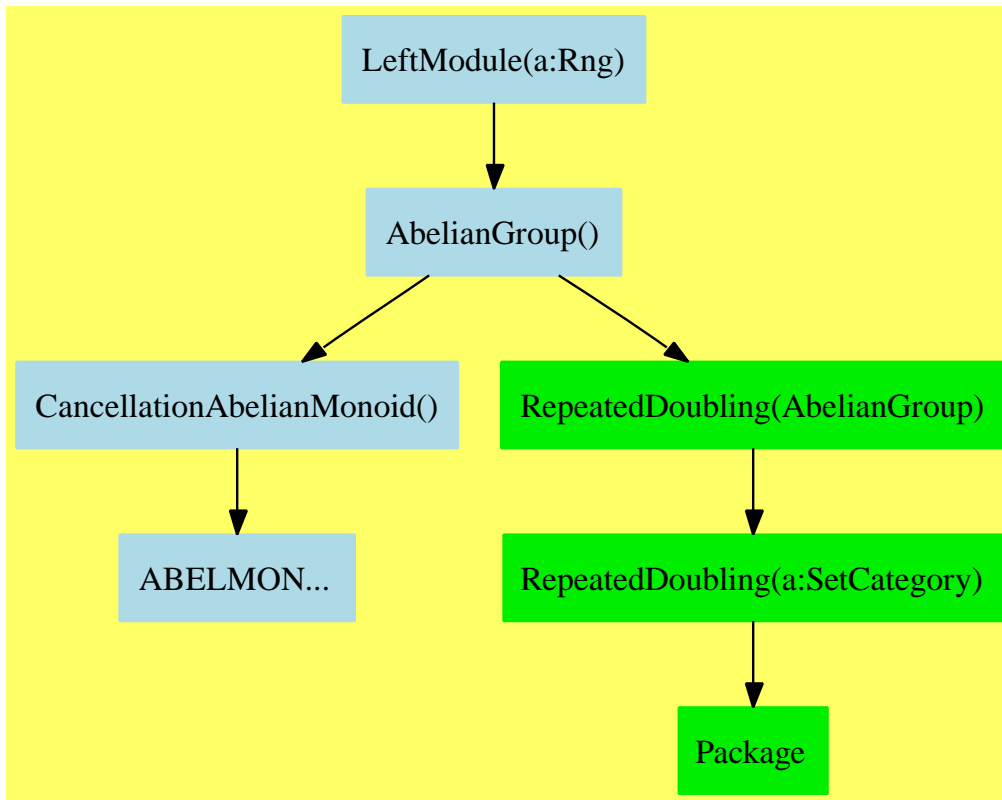 LeftModule(a:Rng)
AbelianGroup()
CancellationAbelianMonoid()
RepeatedDoubling(AbelianGroup)
ABELMON...
RepeatedDoubling(a:SetCategory)
Package